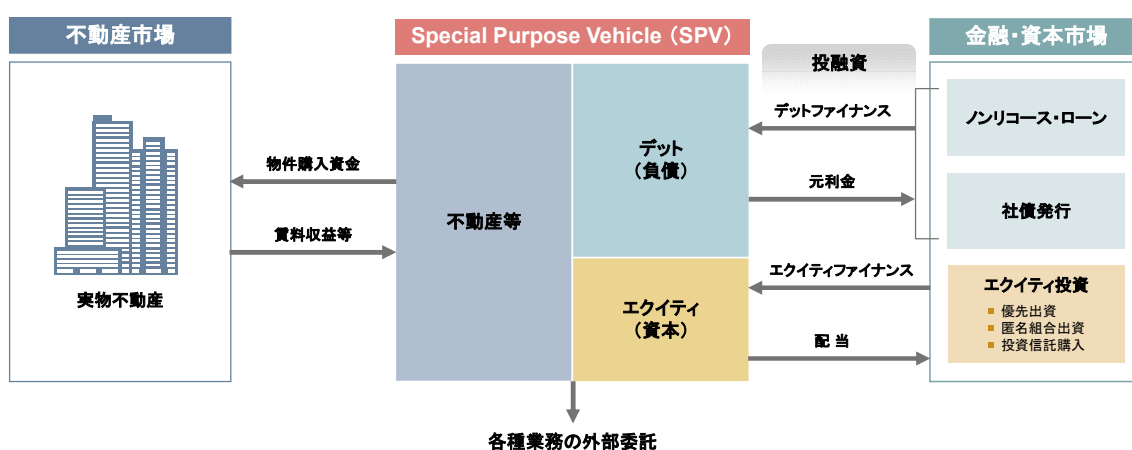 不動産市場
Special Purpose Vehicle（SPV）
金融・資本市場
投融資
デットファイナンス
ノンリコース・ローン
デット
（負債）
物件購入資金
元利金
社債発行
不動産等
賃料収益等
エクイティファイナンス
エクイティ投資
実物不動産
エクイティ
（資本）
優先出資
匿名組合出資
投資信託購入
配 当
各種業務の外部委託